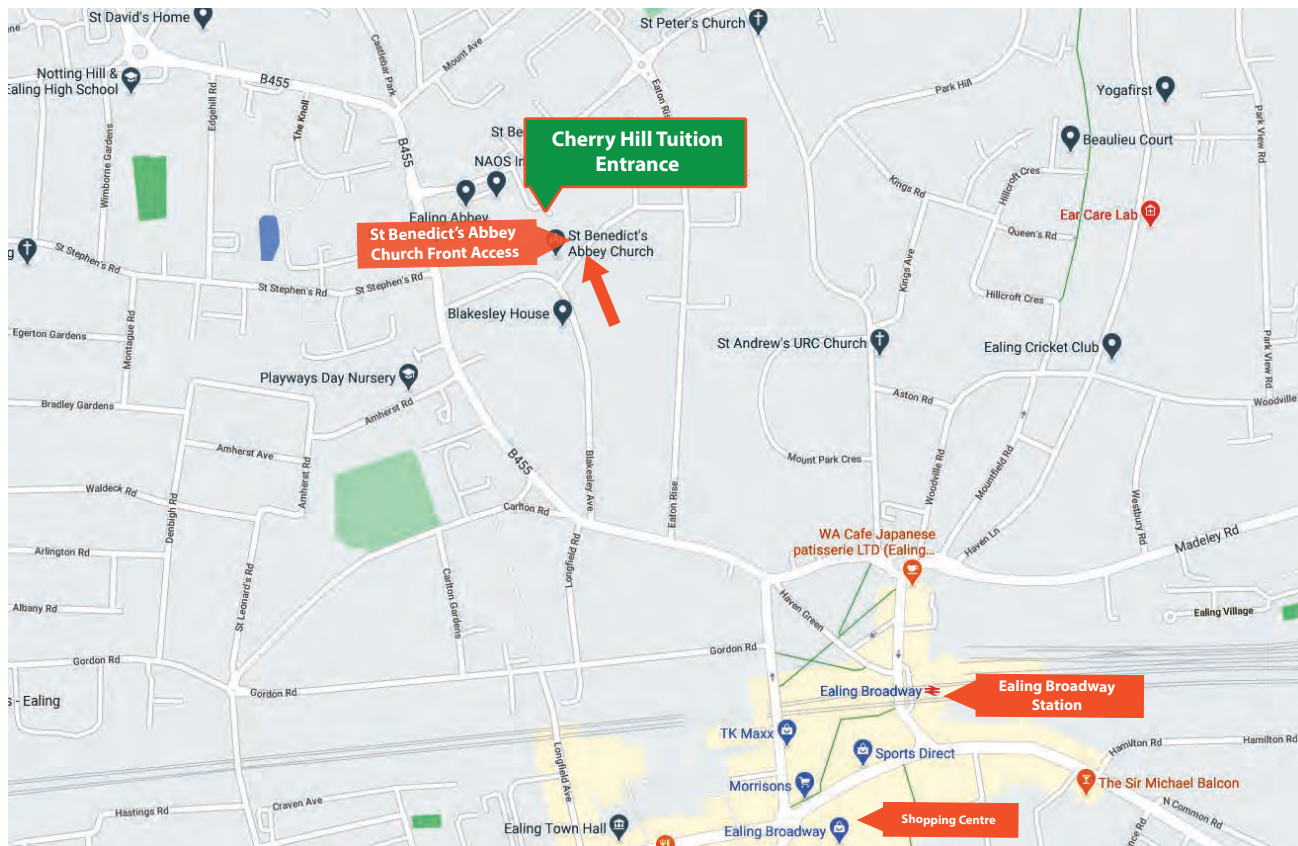 St David's Home
St Peter's Church
Castlebar Park
Mount Ave
Notting Hill &
Ealing High School
B455
Edgehill Rd
The Knoll
Eaton Rise
Park Hill
Yogafirst
Park View Rd
Wimborne Gardens
B455
St Be
Cherry Hill Tuition
Entrance
NAOS In
Beaulieu Court
Kings Rd
Hillcroft Cres
Ealing Abbey
St Benedict's Abbey
Church Front Access
St Benedict's
Abbey Church
Ear Care Lab
Queen's Rd
g
St Stephen's Rd
St Stephen's Rd
St Stephen's Rd
Kings Ave
Hillcroft Cres
Blakesley House
Egerton Gardens
Montague Rd
St Andrew's URC Church
Ealing Cricket Club
Park View Rd
Playways Day Nursery
Bradley Gardens
Amherst Rd
Aston Rd
Woodville
Amherst Ave
Amherst Rd
B455
Blakesley Ave
Mount Park Cres
Woodville Rd
Mountfield Rd
Waldeck Rd
Denbigh Rd
Carlton Rd
Eaton Rise
Westbury Rd
WA Cafe Japanese
patisserie LTD (Ealing...
Haven Ln
Madeley Rd
Arlington Rd
Longfield Rd
St Leonard's Rd
Carlton Gardens
Haven Green
Albany Rd
Ealing Village
Gordon Rd
Gordon Rd
Gordon Rd
s - Ealing
Ealing Broadway
Ealing Broadway
Station
TK Maxx
Sports Direct
Hamilton Rd
Hamilton Rd
Longfield Ave
Morrisons
The Sir Michael Balcon
Hastings Rd
Craven Ave
N Common Rd
Ealing Town Hall
Ealing Broadway
Shopping Centre